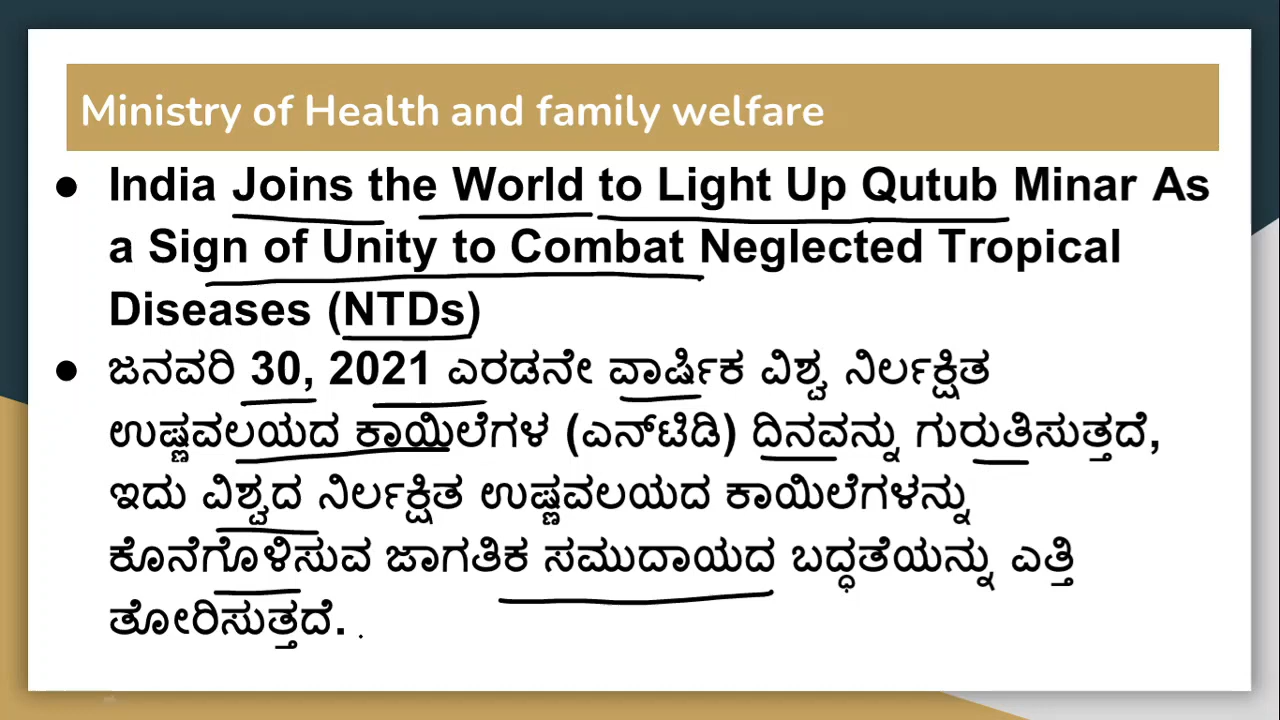 Ministry of Health and family welfare
● India Joins the World to Light Up Qutub Minar As
a Sign of Unity to Combat Neglected Tropical
Diseases (NTDs)
● ಜನವರಿ 30, 2021 ಎರಡನೇ ವಾರ್ಷಿಕ ವಿಶ್ವ ನಿರ್ಲಕ್ಷಿತ
ಉಷ್ಣವಲಯದ ಕಾಯಿಲೆಗಳ (ಎನ್‌ಟಿಡಿ) ದಿನವನ್ನು ಗುರುತಿಸುತ್ತದೆ,
ಇದು ವಿಶ್ವದ ನಿರ್ಲಕ್ಷಿತ ಉಷ್ಣವಲಯದ ಕಾಯಿಲೆಗಳನ್ನು
ಕೊನೆಗೊಳಿಸುವ ಜಾಗತಿಕ ಸಮುದಾಯದ ಬದ್ಧತೆಯನ್ನು ಎತ್ತಿ
ತೋರಿಸುತ್ತದೆ.